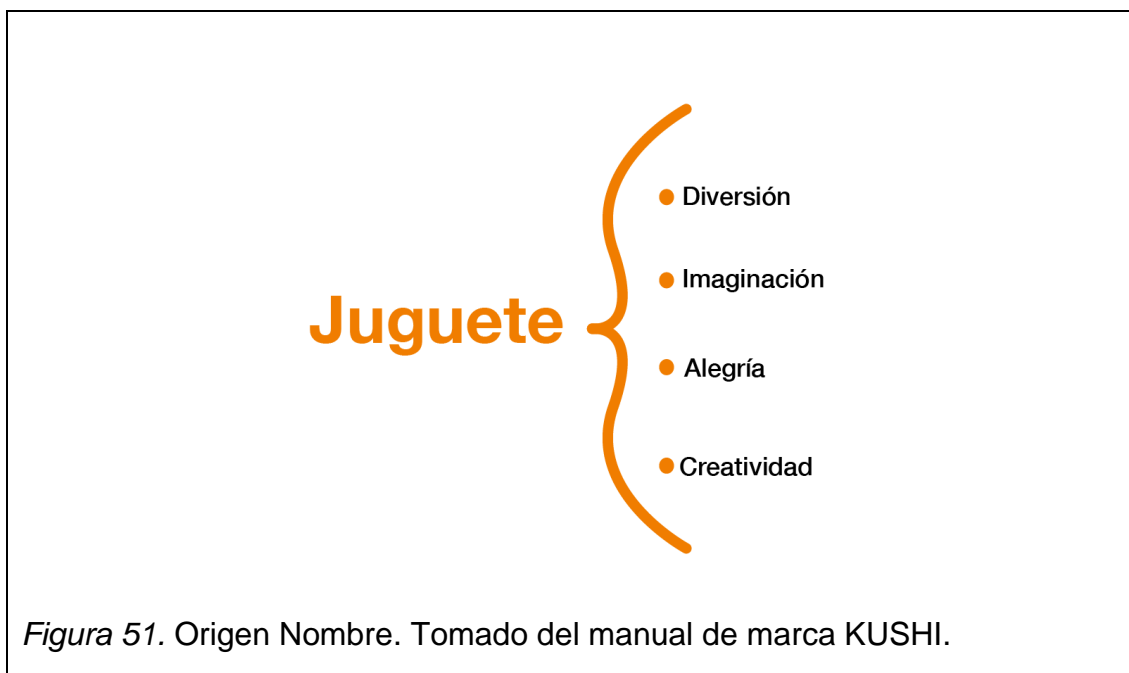 Juguete
Diversión
Imaginación
Alegría
Creatividad
Figura 51. Origen Nombre. Tomado del manual de marca KUSHI.